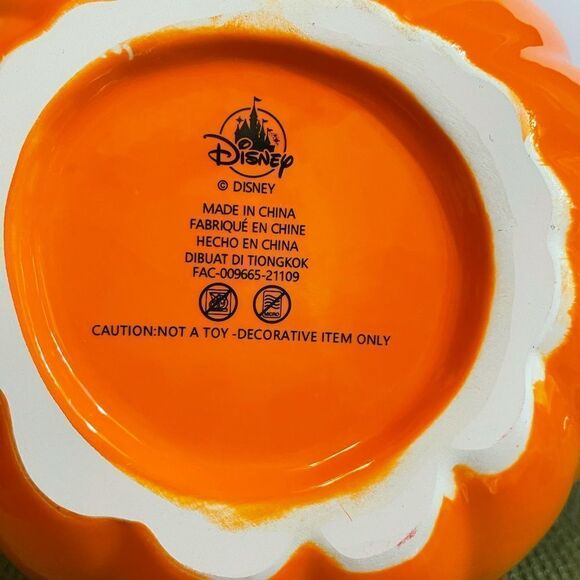 Disney
© DISNEY
MADE IN CHINA
FABRIQUÉ EN CHINE
HECHO EN CHINA
DIBUAT DI TIONGKOK
FAC-009665-21109
MICRO
CAUTION:NOT A TOY -DECORATIVE ITEM ONLY